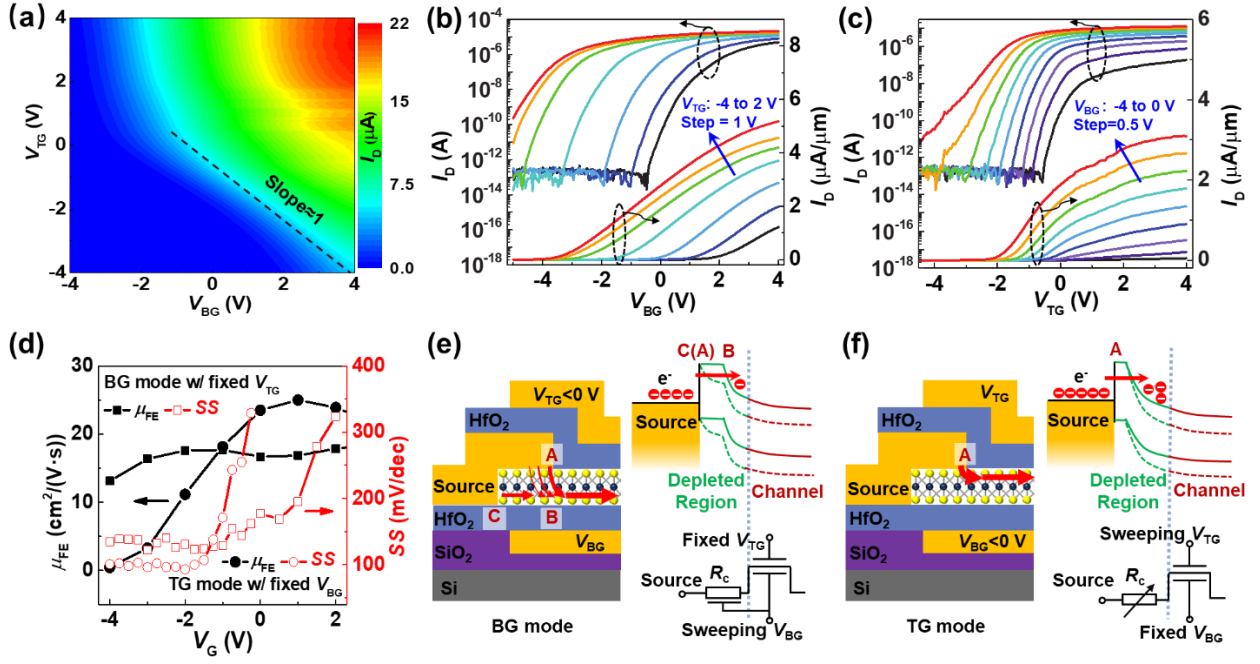 (a)
4
2
0
-2
-4
V_TG (V)
-4 -2 0 2 4
V_BG (V)
Slope≈1
22
15
7.5
0.0
I_D (μA)
(b)
10^-4
10^-6
10^-8
10^-10
10^-12
10^-14
10^-16
10^-18
I_D (A)
V_TG: -4 to 2 V
Step = 1 V
8
6
4
2
0
I_D (μA/μm)
-4 -2 0 2 4
V_BG (V)
(c)
10^-4
10^-6
10^-8
10^-10
10^-12
10^-14
10^-16
10^-18
I_D (A)
V_BG: -4 to 0 V
Step=0.5 V
6
5
4
3
2
1
0
I_D (μA/μm)
-4 -2 0 2 4
V_TG (V)
(d)
30
20
10
0
μ_FE (cm²/(V·s))
BG mode w/ fixed V_TG
μ_FE SS
μ_FE SS
TG mode w/ fixed V_BG
400
300
200
100
SS (mV/dec)
-4 -2 0 2
V_G (V)
(e)
V_TG<0 V
HfO₂
A
Source
C
B
HfO₂
SiO₂
V_BG
Si
C(A) B
e⁻
Source
Depleted
Region
Channel
Fixed V_TG
Source R_c
Sweeping V_BG
BG mode
(f)
V_TG
HfO₂
A
Source
HfO₂
SiO₂
V_BG<0 V
Si
A
e⁻
Source
Depleted
Region
Channel
Sweeping V_TG
Source R_c
Fixed V_BG
TG mode